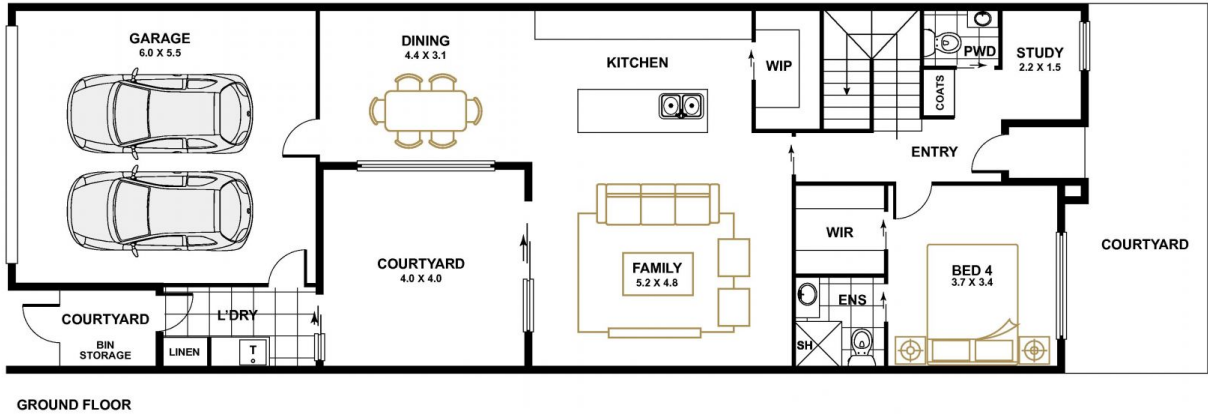 GARAGE
6.0 X 5.5
DINING
4.4 X 3.1
KITCHEN
WIP
PWD
STUDY
2.2 X 1.5
COATS
ENTRY
COURTYARD
4.0 X 4.0
FAMILY
5.2 X 4.8
WIR
BED 4
3.7 X 3.4
COURTYARD
ENS
SH
COURTYARD
BIN
STORAGE
L'DRY
LINEN
T
GROUND FLOOR